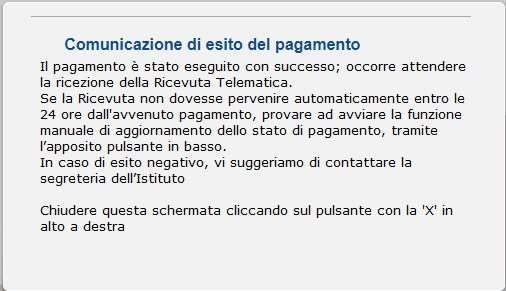 Comunicazione di esito del pagamento
Il pagamento è stato eseguito con successo; occorre attendere
la ricezione della Ricevuta Telematica.
Se la Ricevuta non dovesse pervenire automaticamente entro le
24 ore dall'avvenuto pagamento, provare ad avviare la funzione
manuale di aggiornamento dello stato di pagamento, tramite
l’apposito pulsante in basso.
In caso di esito negativo, vi suggeriamo di contattare la
segreteria dell’Istituto
Chiudere questa schermata cliccando sul pulsante con la 'X' in
alto a destra